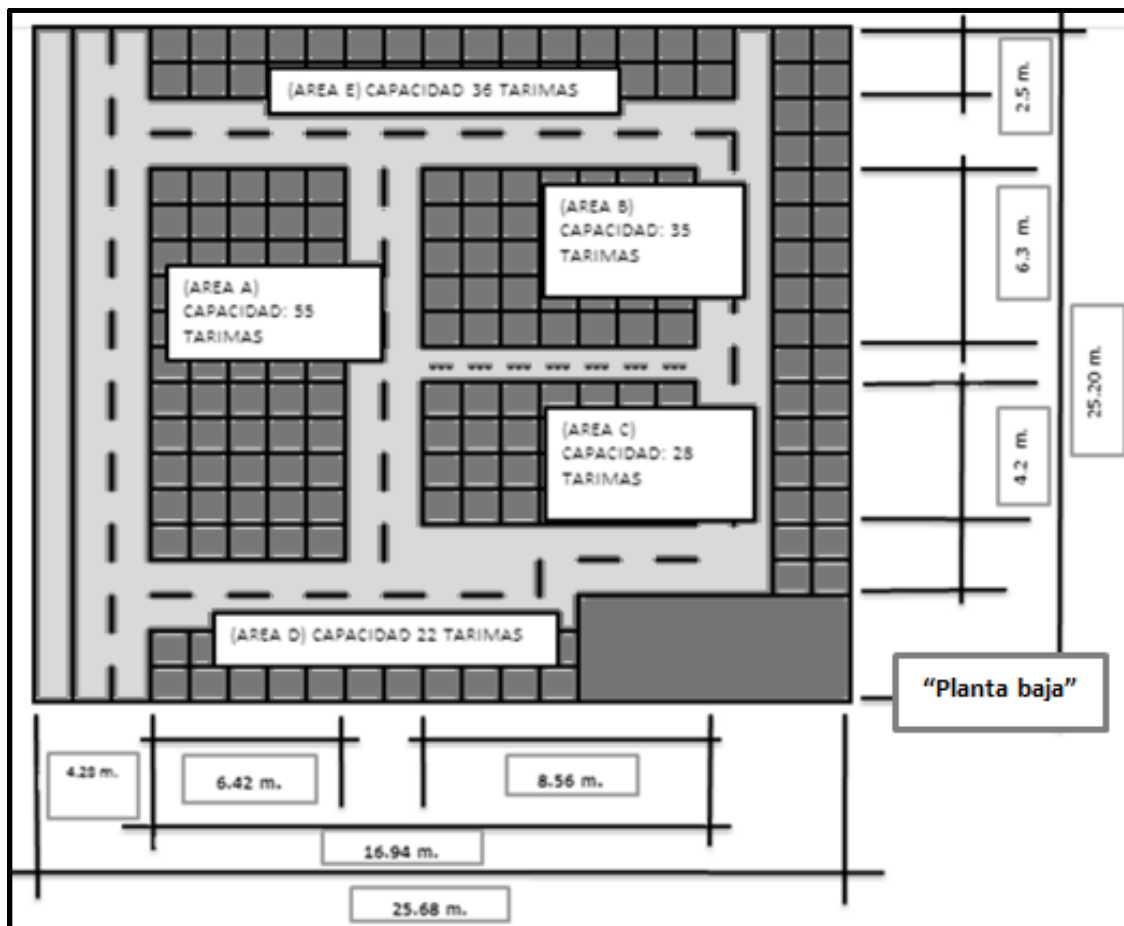 (AREA E) CAPACIDAD 36 TARIMAS
2.5 m.
(AREA B)
CAPACIDAD: 35
TARIMAS
6.3 m.
(AREA A)
CAPACIDAD: 55
TARIMAS
25.20 m.
(AREA C)
CAPACIDAD: 28
TARIMAS
4.2 m.
(AREA D) CAPACIDAD 22 TARIMAS
“Planta baja”
4.28 m.
6.42 m.
8.56 m.
16.94 m.
25.68 m.